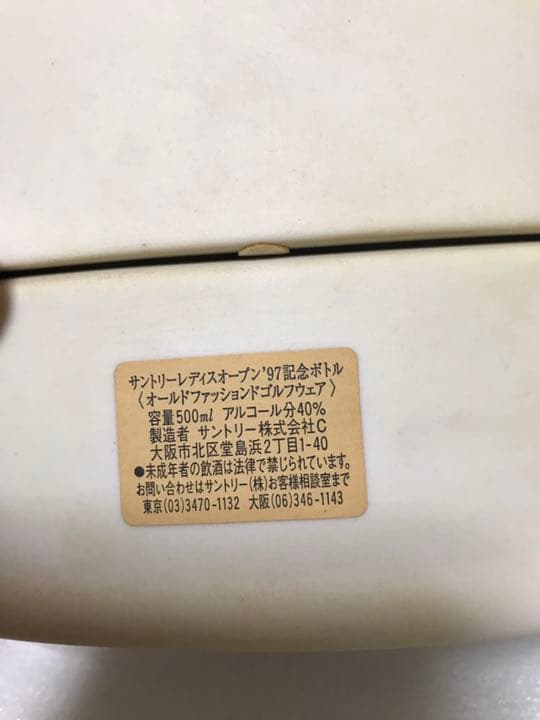 サントリーレディスオープン'97記念ボトル
〈オールドファッションドゴルフウェア〉
容量500ml アルコール分40%
製造者 サントリー株式会社C
大阪市北区堂島浜2丁目1-40
●未成年者の飲酒は法律で禁じられています。
お問い合わせはサントリー(株)お客様相談室まで
東京(03)3470-1132 大阪(06)346-1143